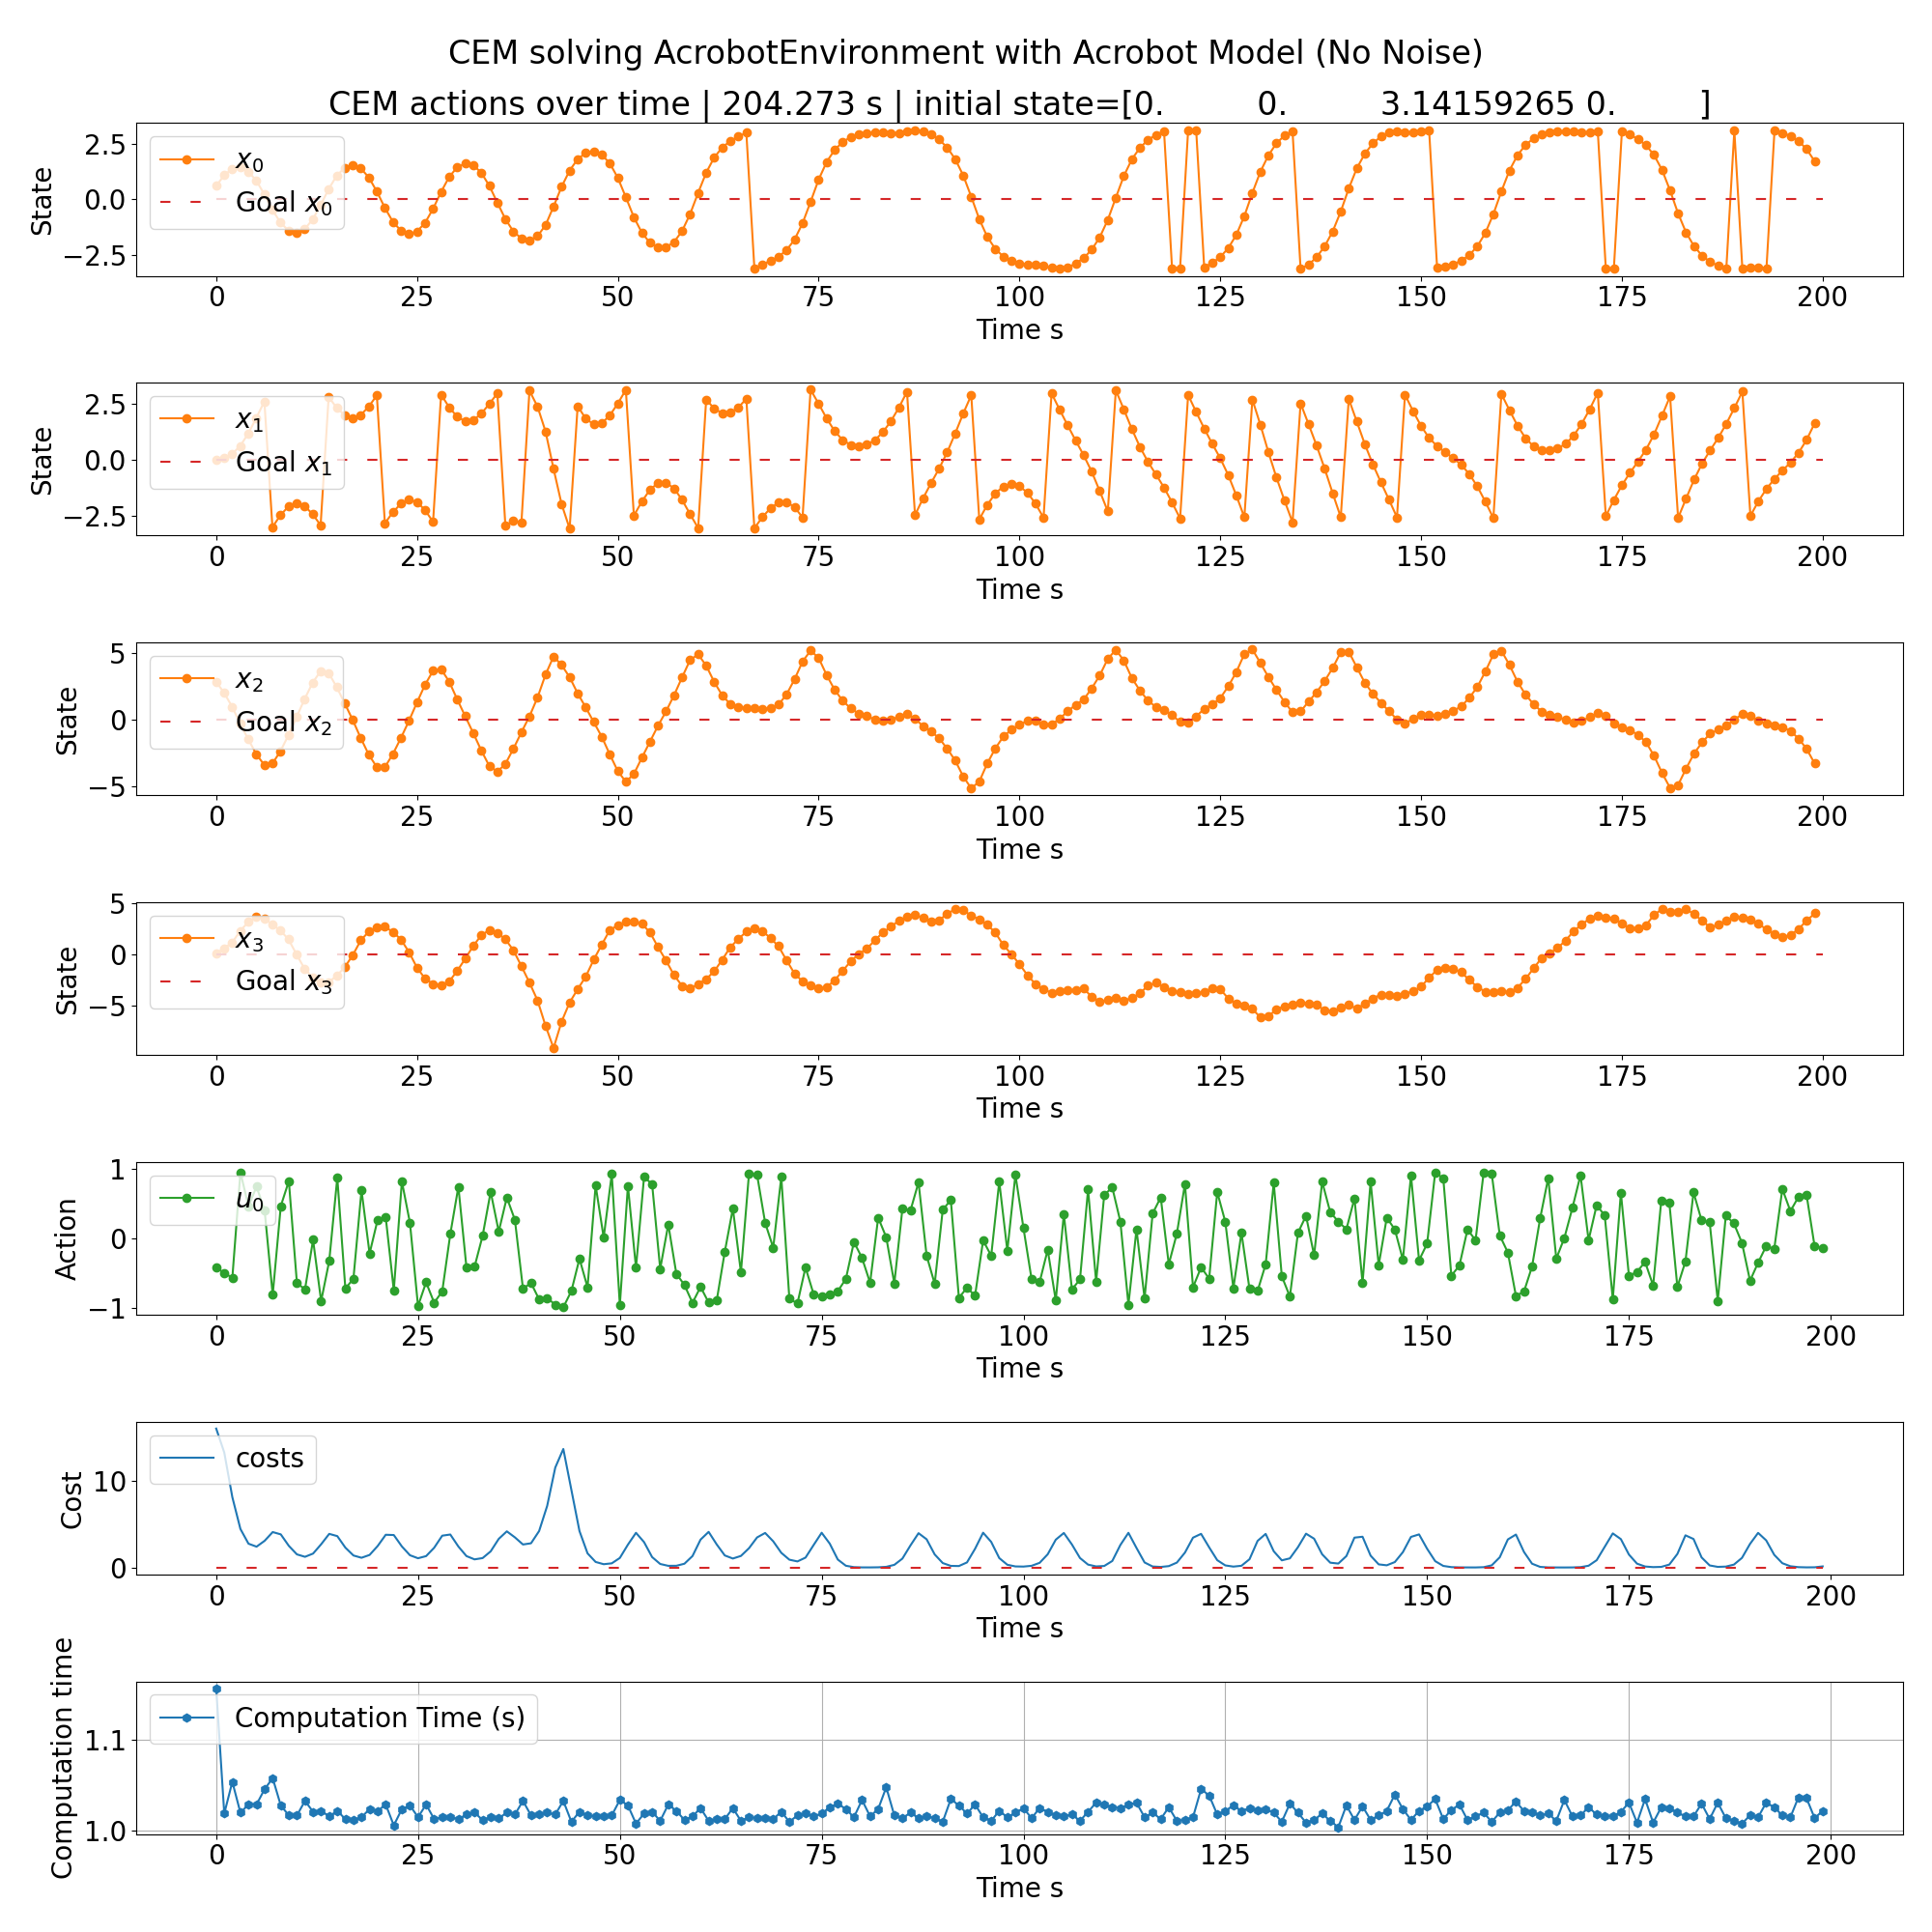 CEM solving AcrobotEnvironment with Acrobot Model (No Noise)
CEM actions over time | 204.273 s | initial state=[0. 0. 3.14159265 0. ]
State
2.5
0.0
−2.5
x₀
Goal x₀
0 25 50 75 100 125 150 175 200
Time s
State
2.5
0.0
−2.5
x₁
Goal x₁
0 25 50 75 100 125 150 175 200
Time s
State
5
0
−5
x₂
Goal x₂
0 25 50 75 100 125 150 175 200
Time s
State
5
0
−5
x₃
Goal x₃
0 25 50 75 100 125 150 175 200
Time s
Action
1
0
−1
u₀
0 25 50 75 100 125 150 175 200
Time s
Cost
10
0
costs
0 25 50 75 100 125 150 175 200
Time s
Computation time
1.1
1.0
Computation Time (s)
0 25 50 75 100 125 150 175 200
Time s